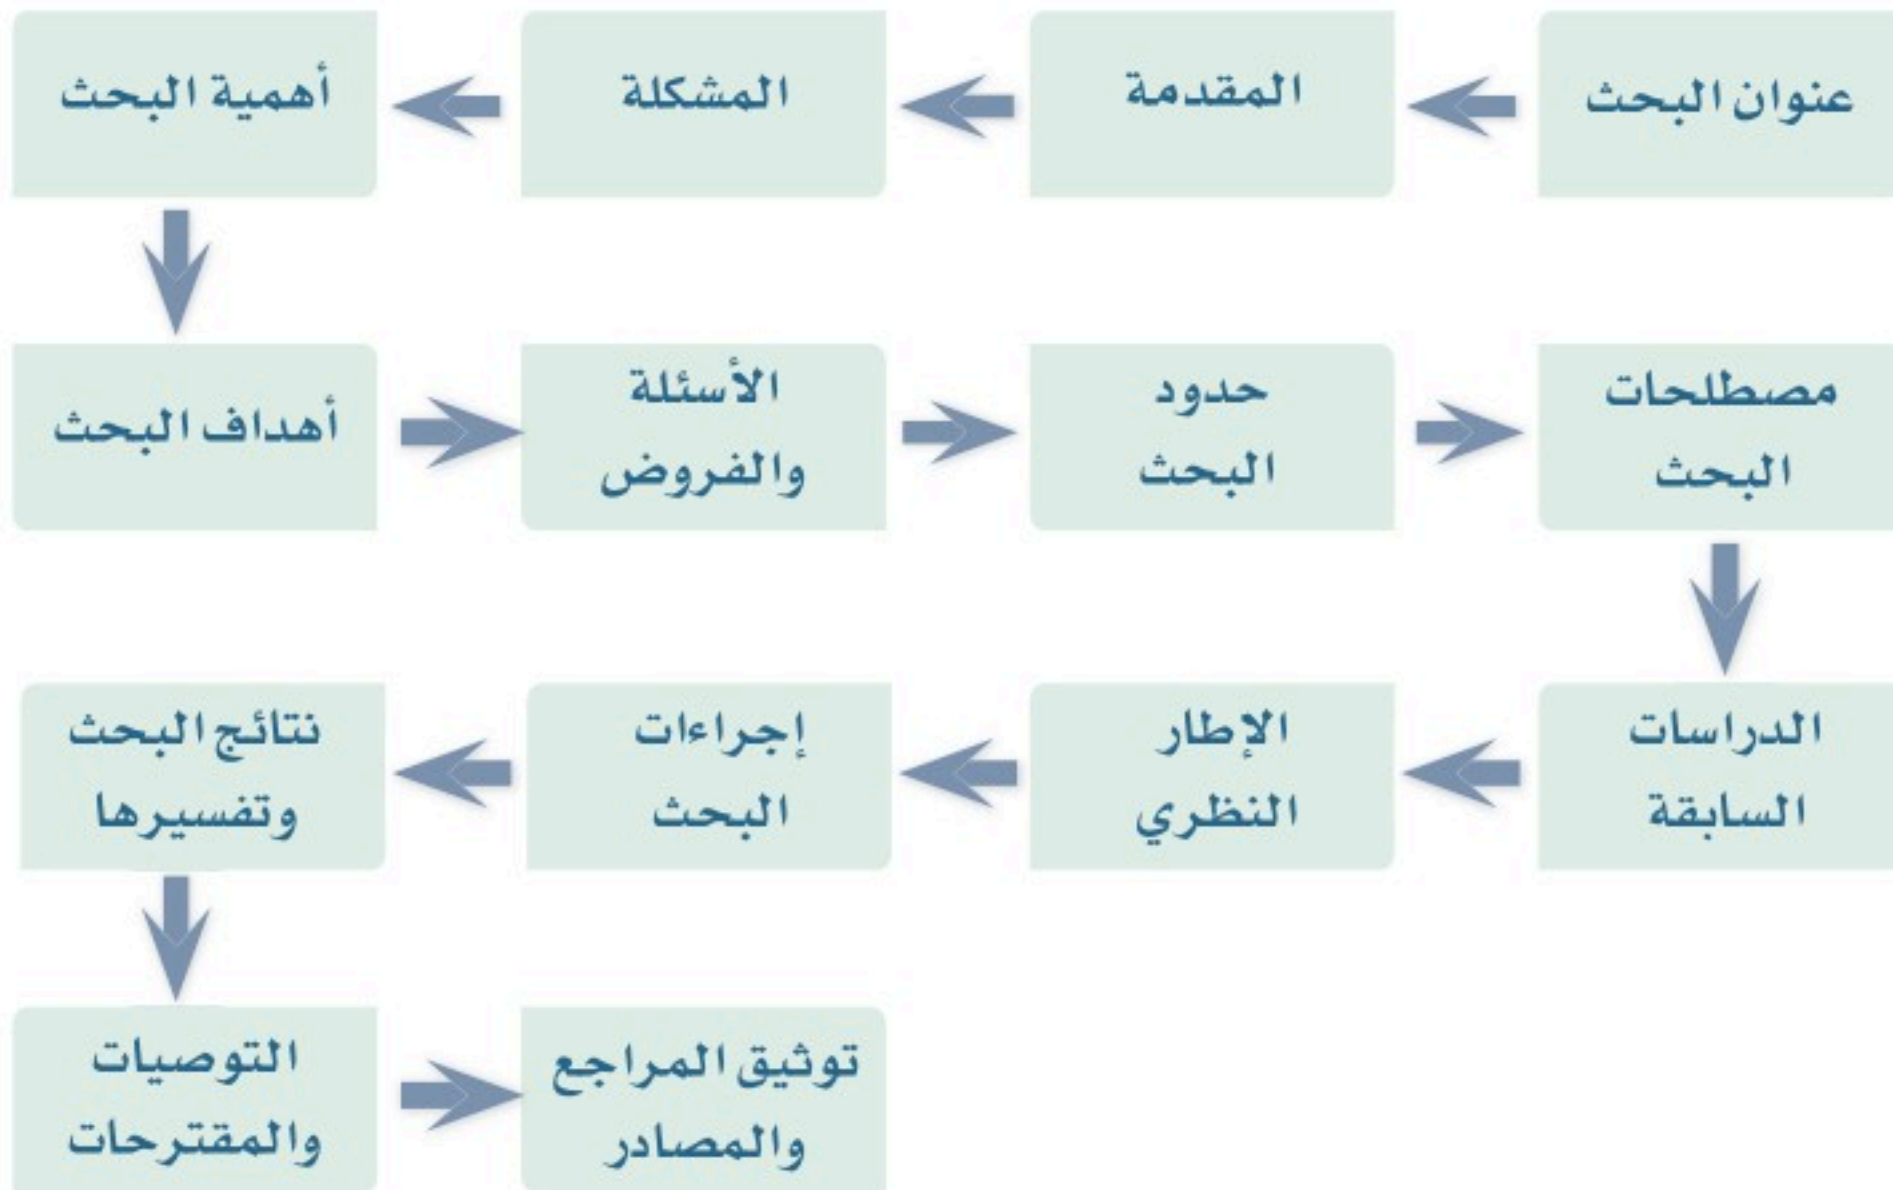 عنوان البحث
المقدمة
المشكلة
أهمية البحث
أهداف البحث
الأسئلة
والفروض
حدود
البحث
مصطلحات
البحث
الدراسات
السابقة
الإطار
النظري
إجراءات
البحث
نتائج البحث
وتفسيرها
التوصيات
والمقترحات
توثيق المراجع
والمصادر